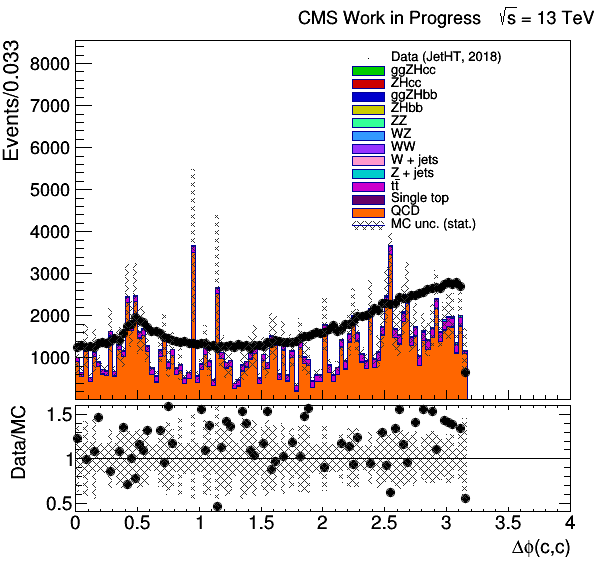 CMS Work in Progress √s = 13 TeV
Events/0.033
8000
7000
6000
5000
4000
3000
2000
1000
Data (JetHT, 2018)
ggZHcc
ZHcc
ggZHbb
ZHbb
ZZ
WZ
WW
W + jets
Z + jets
tt̄
Single top
QCD
MC unc. (stat.)
Data/MC
1.5
1
0.5
0 0.5 1 1.5 2 2.5 3 3.5 4
Δϕ(c,c)